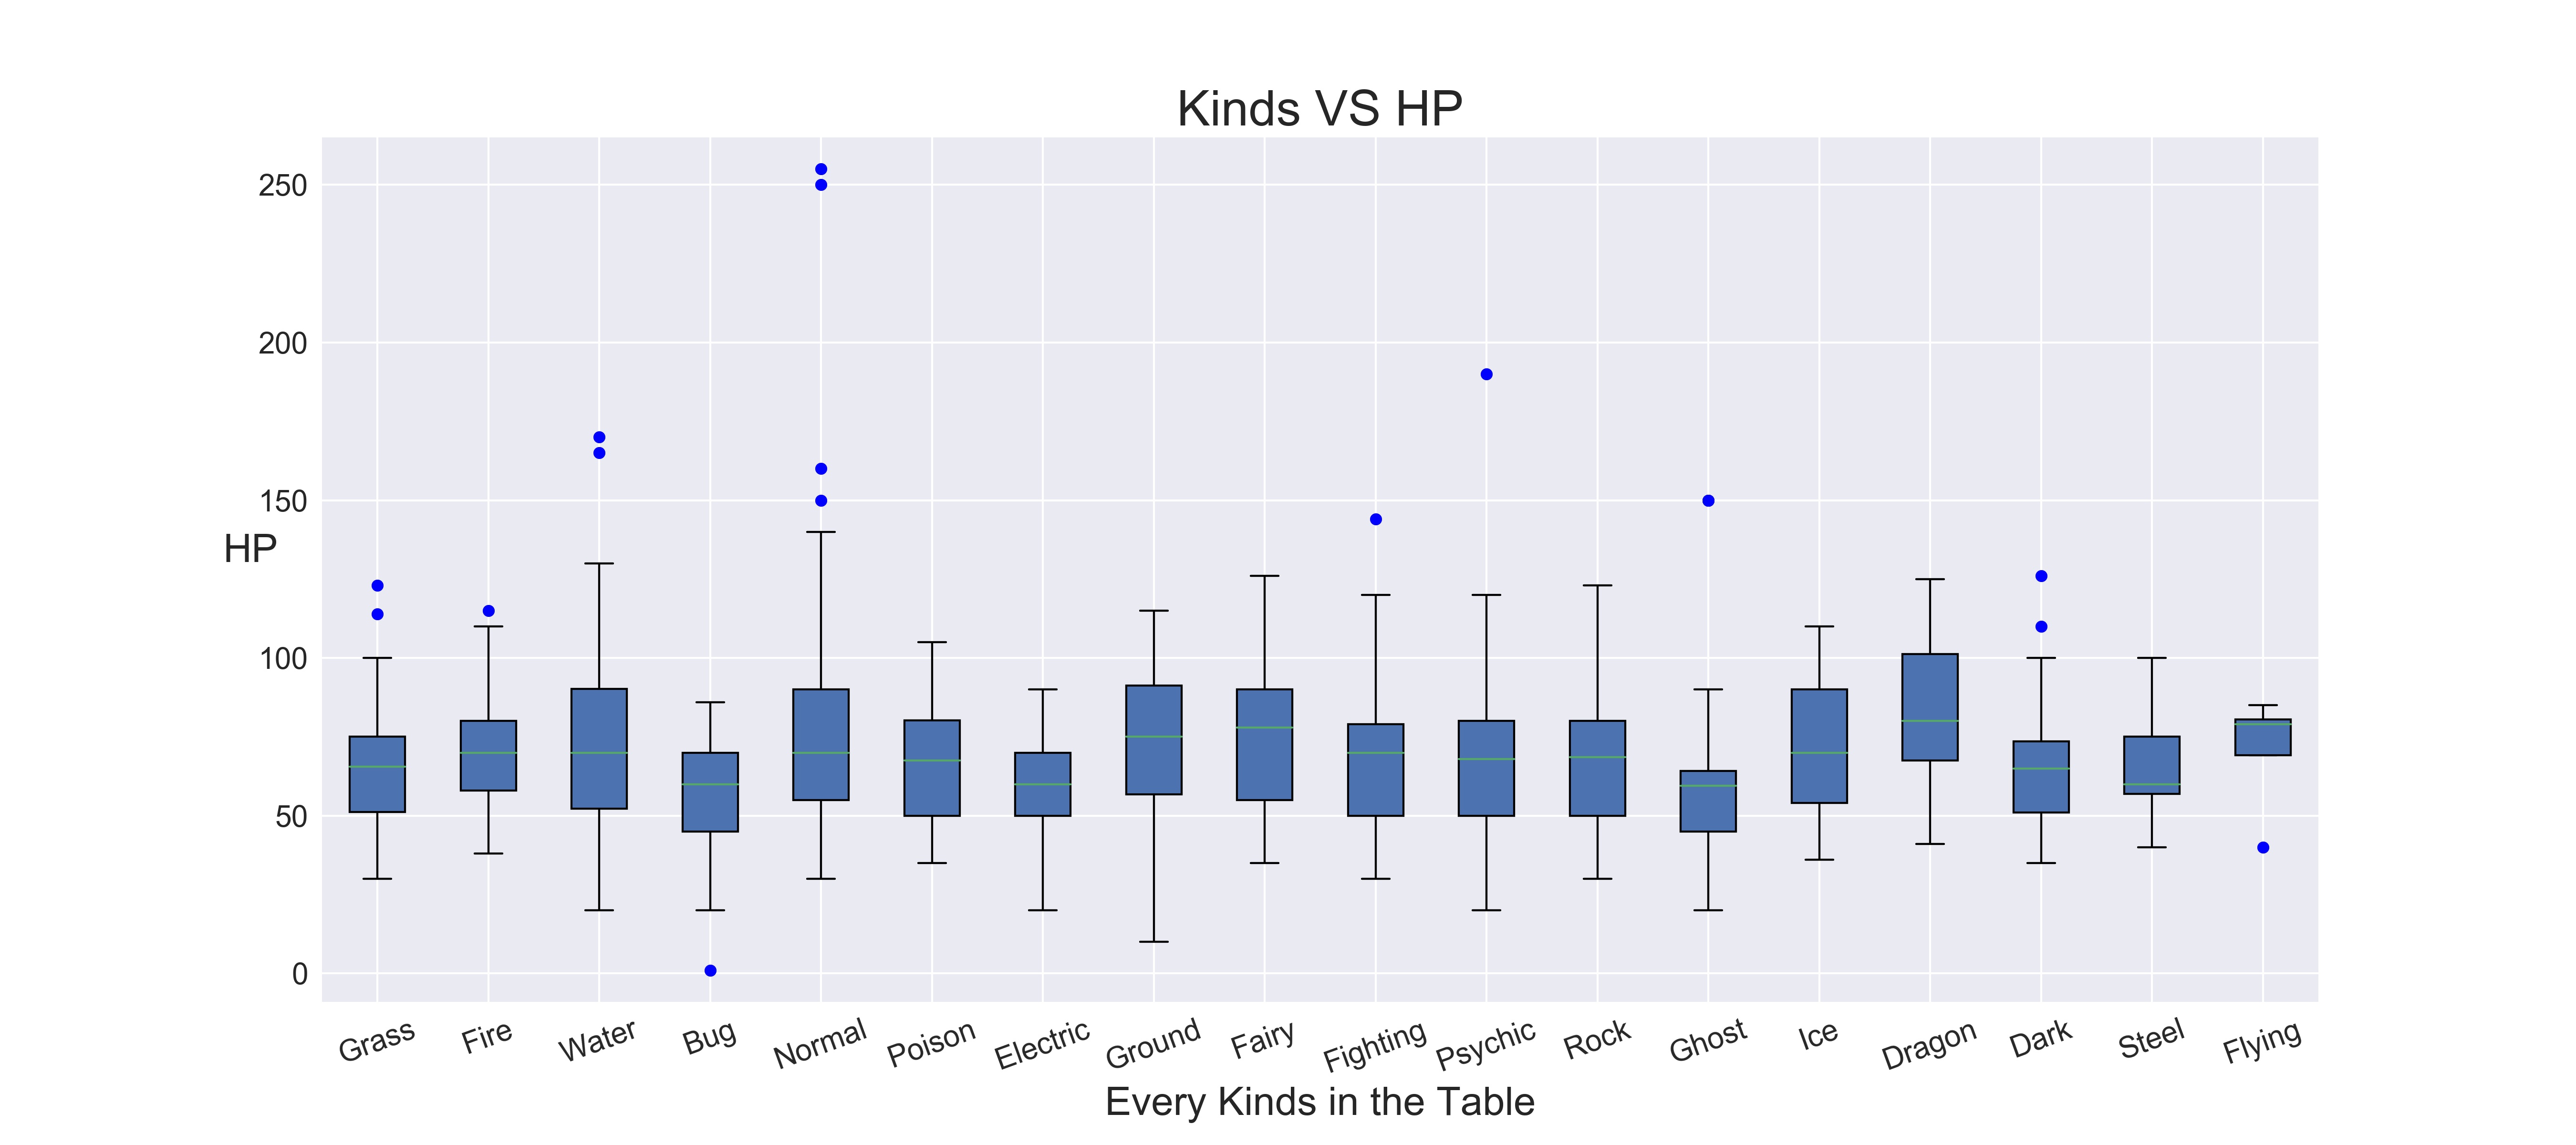 Kinds VS HP
250
200
150
HP
100
50
0
Grass Fire Water Bug Normal Poison Electric Ground Fairy Fighting Psychic Rock Ghost Ice Dragon Dark Steel Flying
Every Kinds in the Table